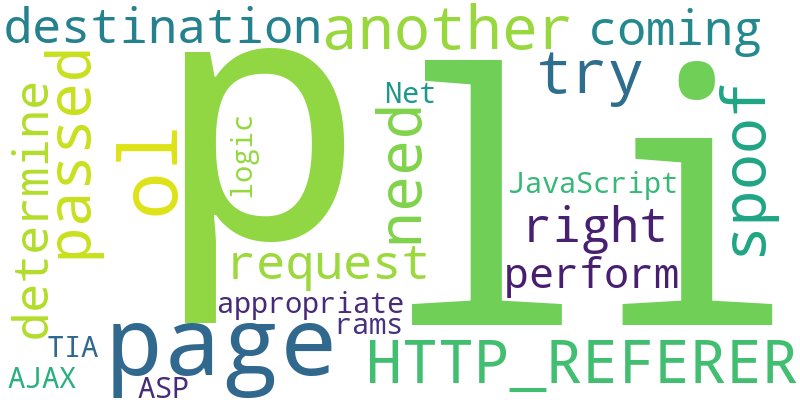 destination another coming
passed p li try
determine ol logic Net need spoof
JavaScript
request right
appropriate perform
rams
TIA page HTTP_REFERER
AJAX ASP